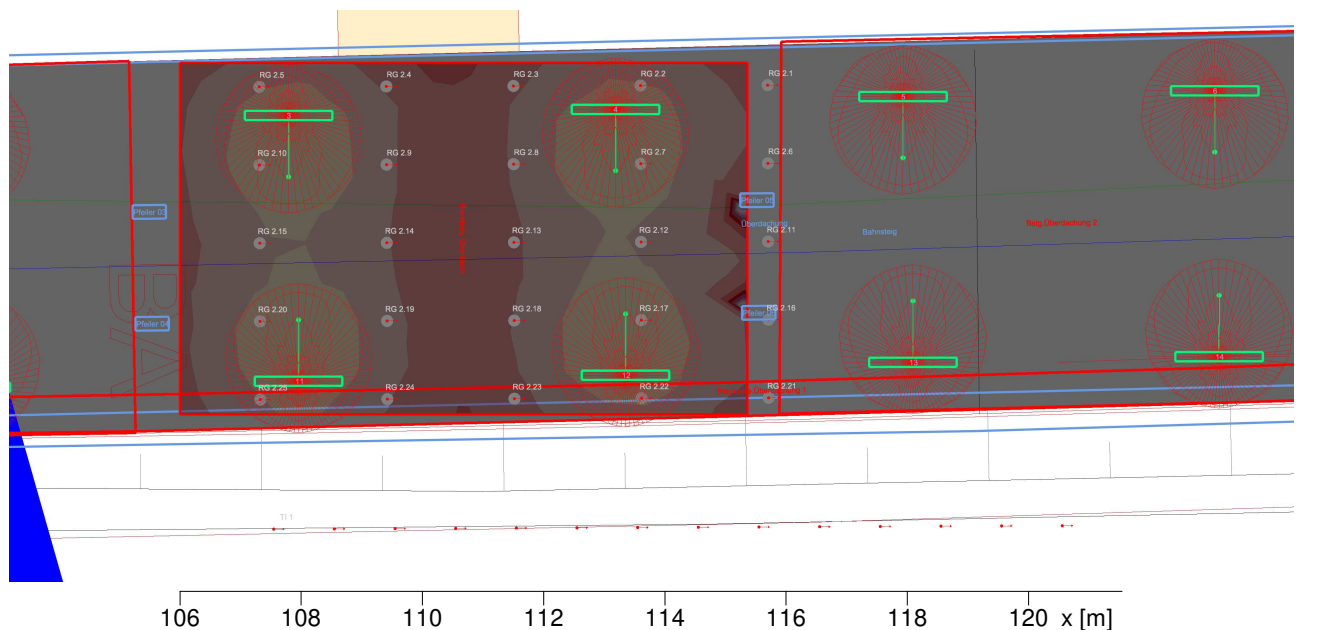 RG 2.5
RG 2.4
RG 2.3
RG 2.2
RG 2.1
3
4
5
6
RG 2.10
RG 2.9
RG 2.8
RG 2.7
RG 2.6
Pfeiler 03
Pfeiler 05
Überdachung
Bahnsteig
Bstg Überdachung 2
RG 2.15
RG 2.14
RG 2.13
RG 2.12
RG 2.11
RG 2.20
RG 2.19
RG 2.18
RG 2.17
RG 2.16
Pfeiler 04
11
12
13
14
RG 2.25
RG 2.24
RG 2.23
RG 2.22
RG 2.21
TI 1
106 108 110 112 114 116 118 120 x [m]